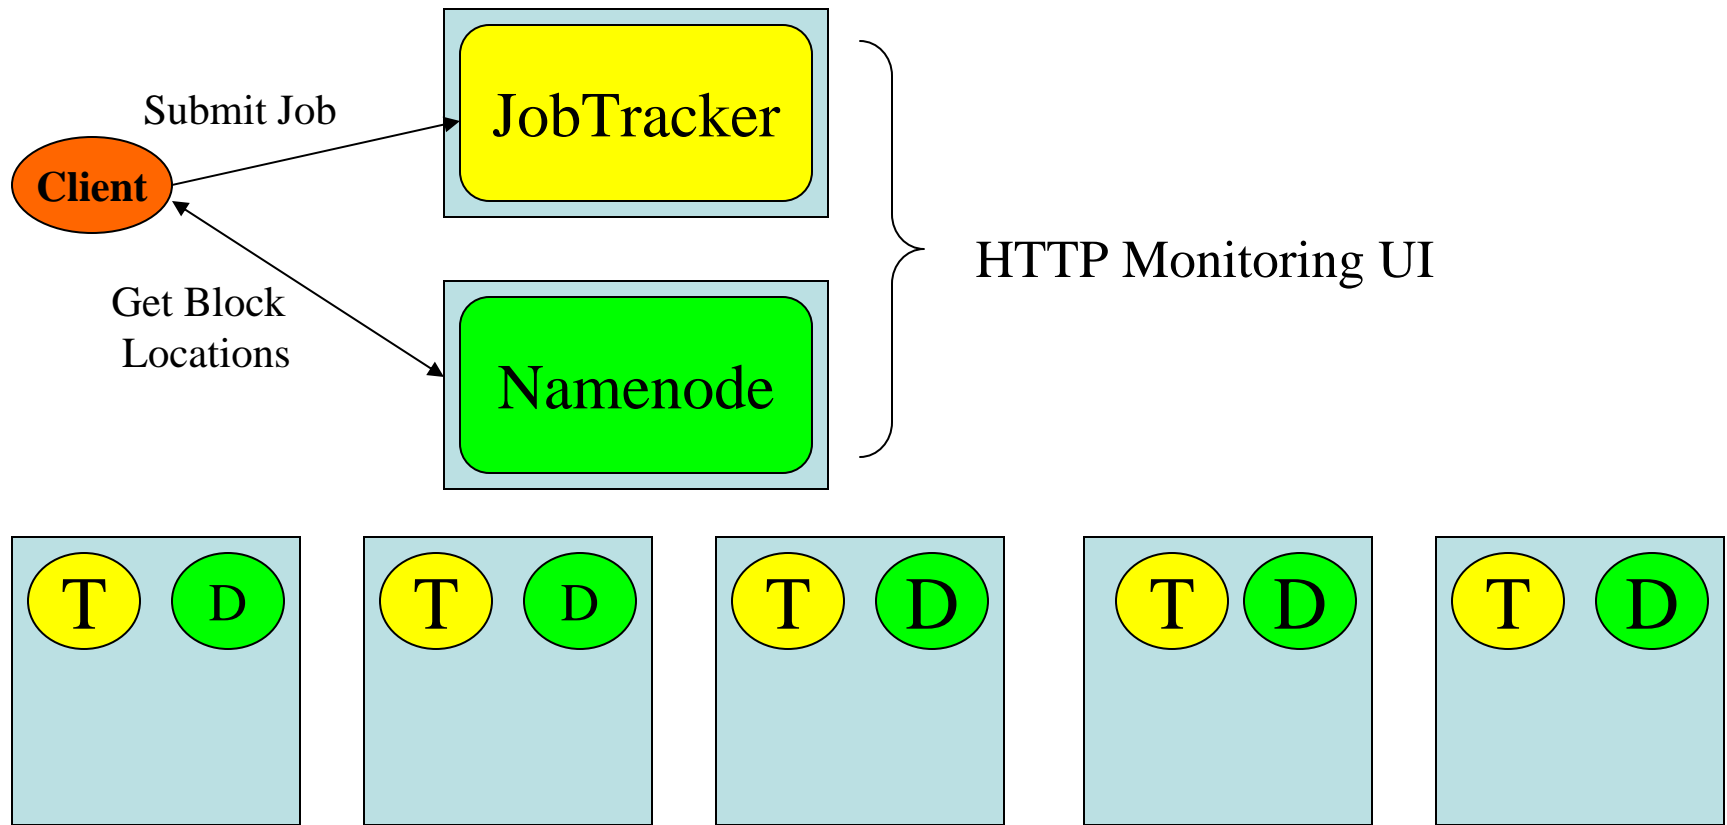 Submit Job
JobTracker
Client
HTTP Monitoring UI
Get Block
Locations
Namenode
T D T D T D T D T D